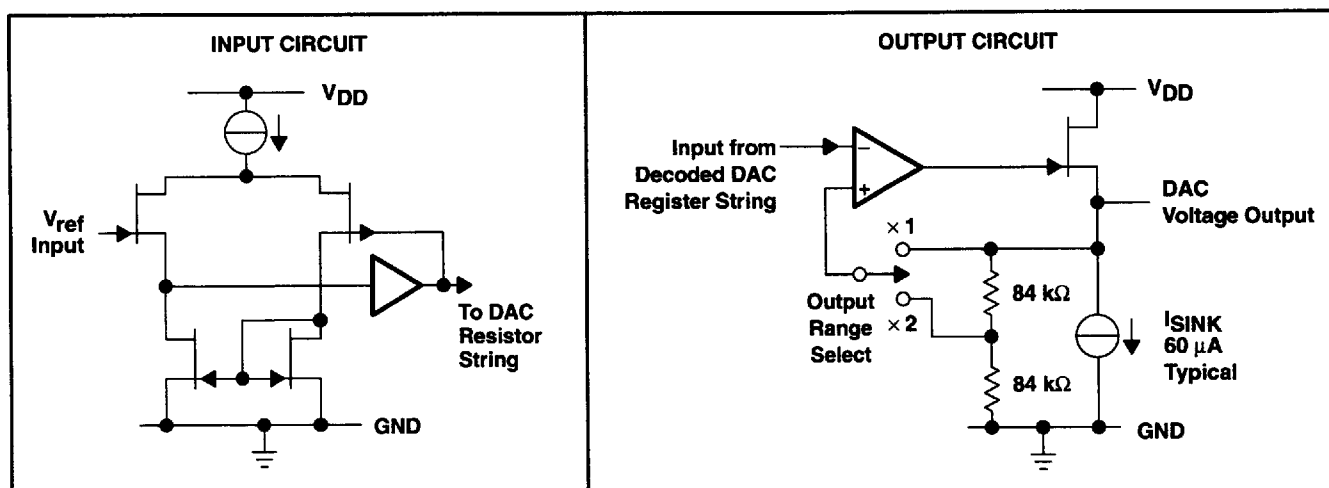 INPUT CIRCUIT
VDD
Vref
Input
To DAC
Resistor
String
GND
OUTPUT CIRCUIT
VDD
Input from
Decoded DAC
Register String
−
+
DAC
Voltage Output
× 1
Output
Range
Select
× 2
84 kΩ
84 kΩ
ISINK
60 μA
Typical
GND